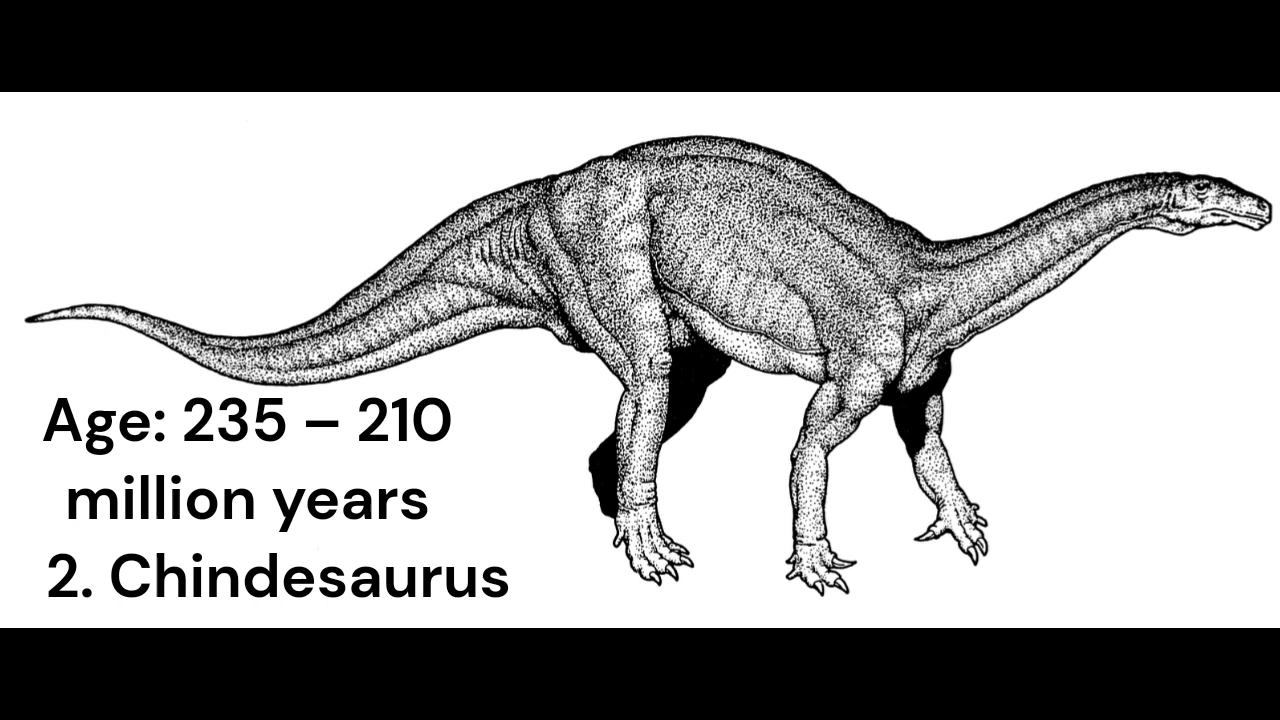 Age: 235 – 210
million years
2. Chindesaurus